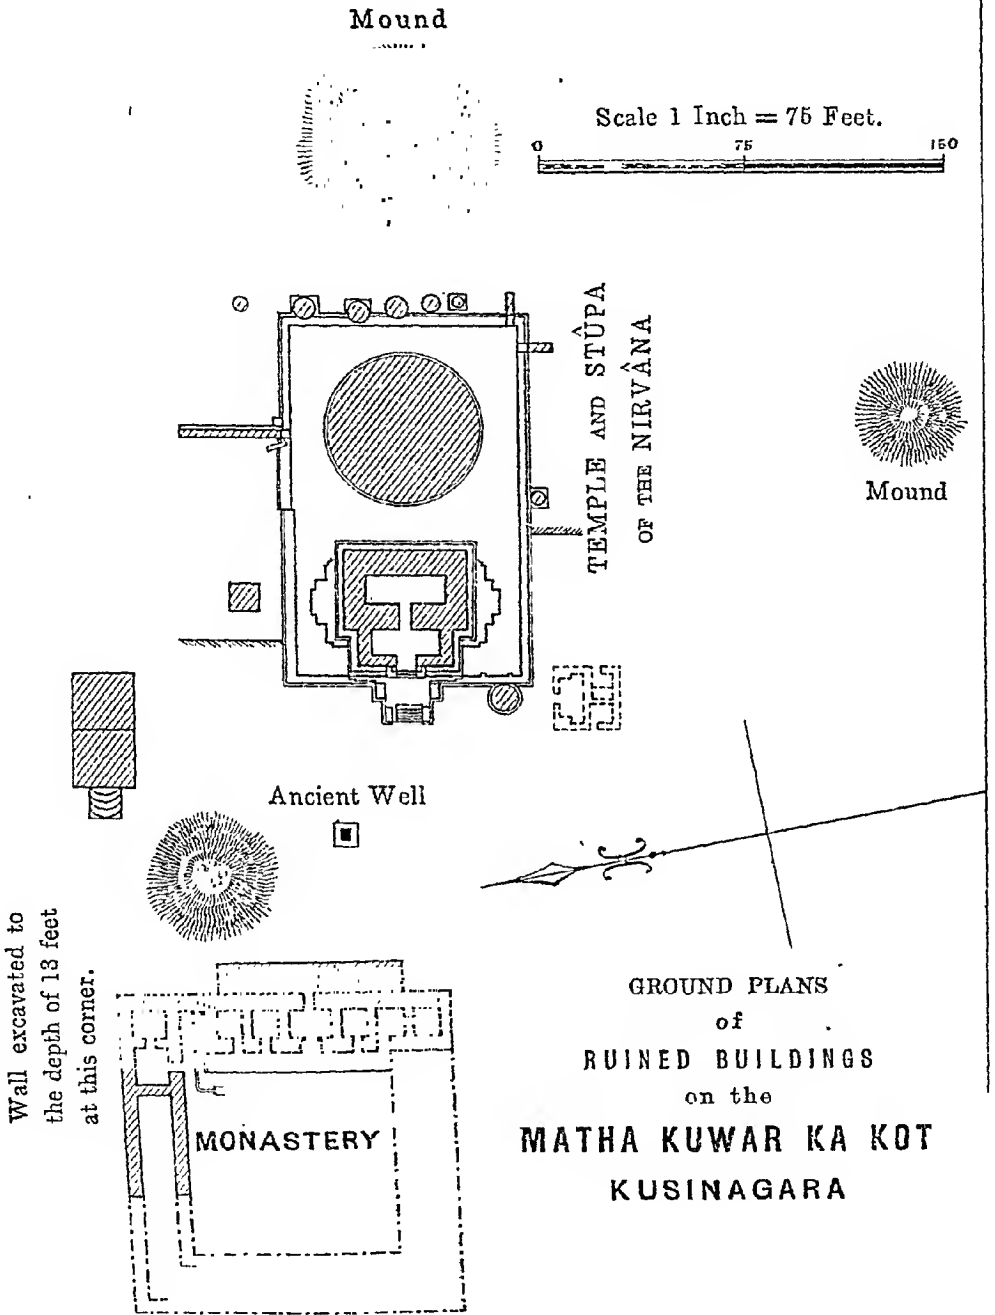 Mound
Scale 1 Inch = 75 Feet.
0 75 150
TEMPLE AND STÛPA
OF THE NIRVÂNA
Mound
Ancient Well
Wall excavated to
the depth of 13 feet
at this corner.
MONASTERY
GROUND PLANS
of
RUINED BUILDINGS
on the
MATHA KUWAR KA KOT
KUSINAGARA